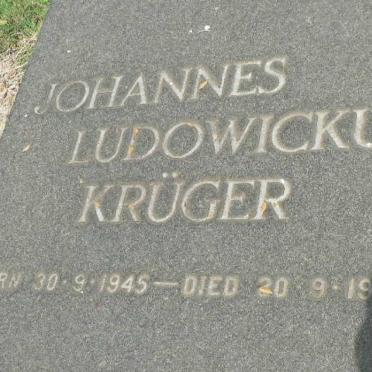 JOHANNES
LUDOWICKU
KRÜGER
RN 30·9·1945—DIED 20·9·19